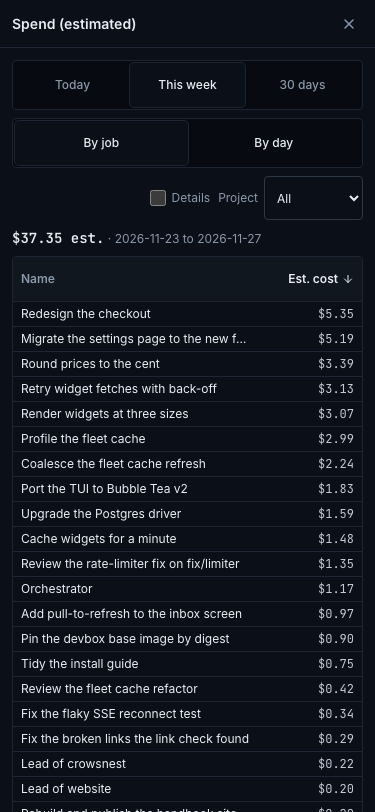 Spend (estimated)
Today This week 30 days
By job By day
Details Project All
$37.35 est. · 2026-11-23 to 2026-11-27
Name Est. cost ↓
Redesign the checkout $5.35
Migrate the settings page to the new f... $5.19
Round prices to the cent $3.39
Retry widget fetches with back-off $3.13
Render widgets at three sizes $3.07
Profile the fleet cache $2.99
Coalesce the fleet cache refresh $2.24
Port the TUI to Bubble Tea v2 $1.83
Upgrade the Postgres driver $1.59
Cache widgets for a minute $1.48
Review the rate-limiter fix on fix/limiter $1.35
Orchestrator $1.17
Add pull-to-refresh to the inbox screen $0.97
Pin the devbox base image by digest $0.90
Tidy the install guide $0.75
Review the fleet cache refactor $0.42
Fix the flaky SSE reconnect test $0.34
Fix the broken links the link check found $0.29
Lead of crowsnest $0.22
Lead of website $0.20